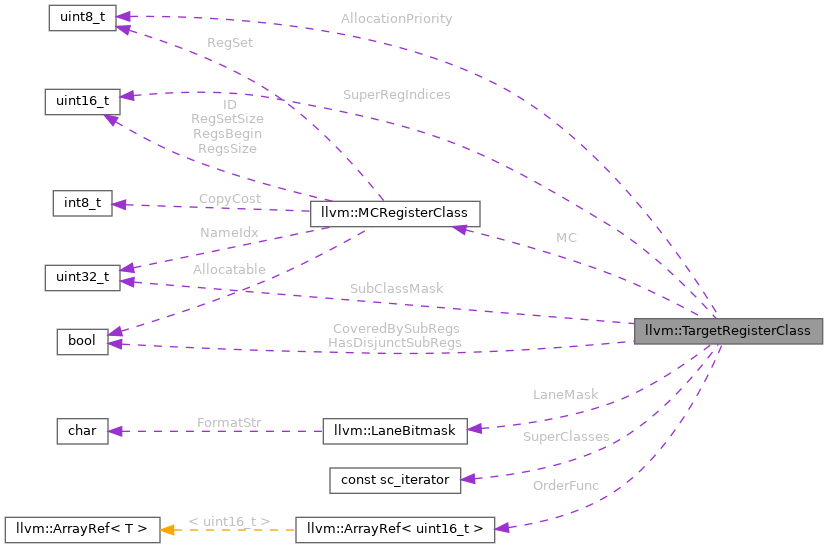 uint8_t
AllocationPriority
RegSet
uint16_t
SuperRegIndices
ID
RegSetSize
RegsBegin
RegsSize
int8_t
CopyCost
llvm::MCRegisterClass
NameIdx
MC
Allocatable
uint32_t
SubClassMask
bool
CoveredBySubRegs
HasDisjunctSubRegs
llvm::TargetRegisterClass
LaneMask
char
FormatStr
llvm::LaneBitmask
SuperClasses
const sc_iterator
OrderFunc
llvm::ArrayRef< T >
< uint16_t >
llvm::ArrayRef< uint16_t >